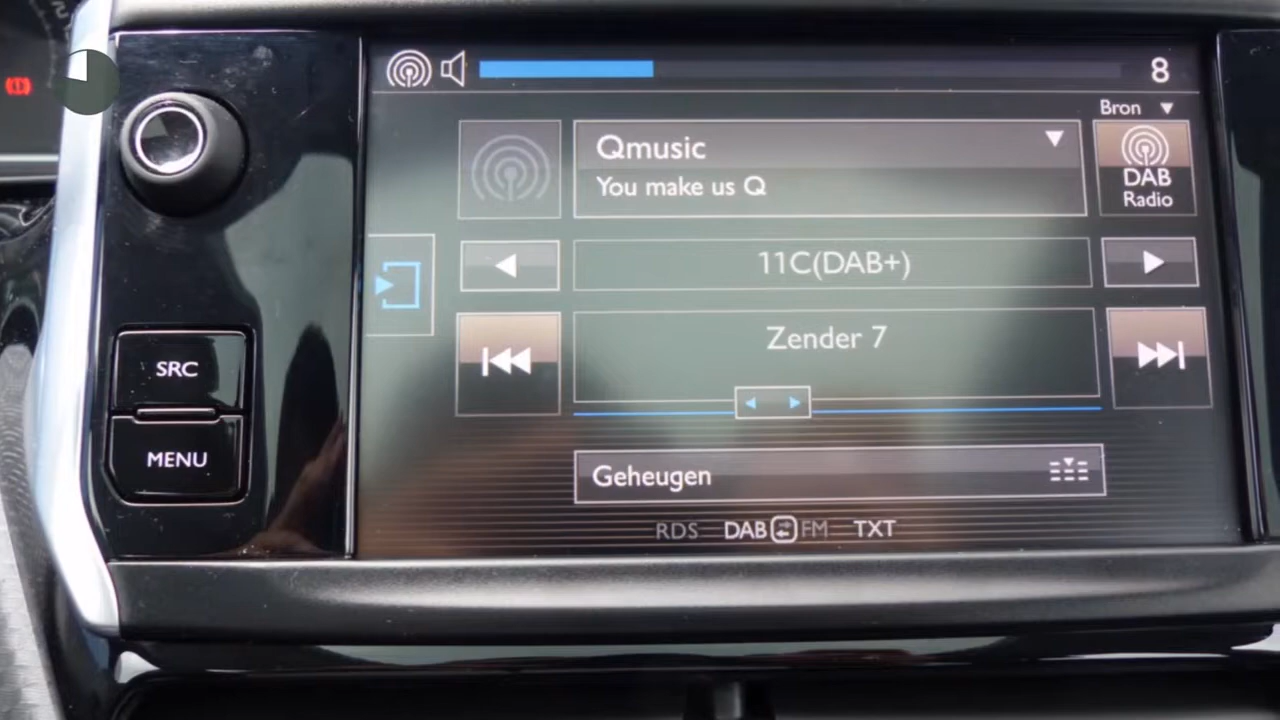 8
Bron
Qmusic
You make us Q
DAB
Radio
11C(DAB+)
Zender 7
SRC
MENU
Geheugen
RDS DAB FM TXT